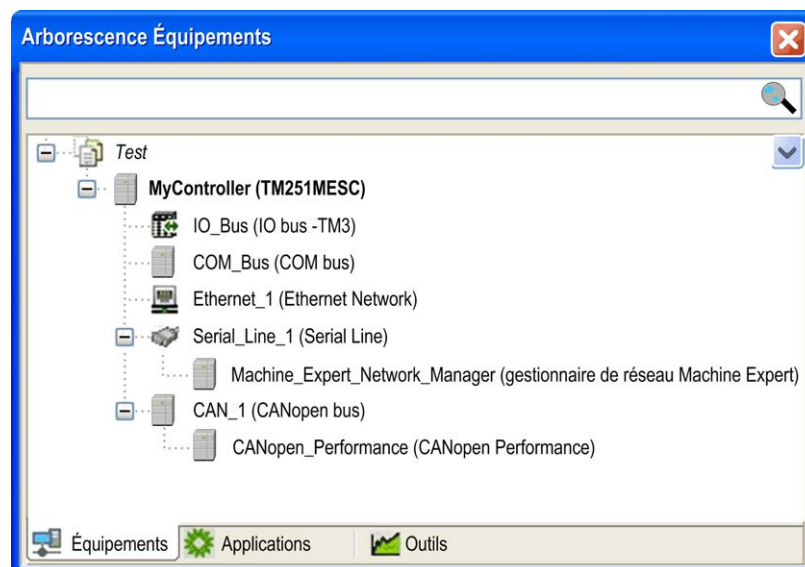 Arborescence Équipements
Test
MyController (TM251MESC)
IO_Bus (IO bus -TM3)
COM_Bus (COM bus)
Ethernet_1 (Ethernet Network)
Serial_Line_1 (Serial Line)
Machine_Expert_Network_Manager (gestionnaire de réseau Machine Expert)
CAN_1 (CANopen bus)
CANopen_Performance (CANopen Performance)
Équipements Applications Outils